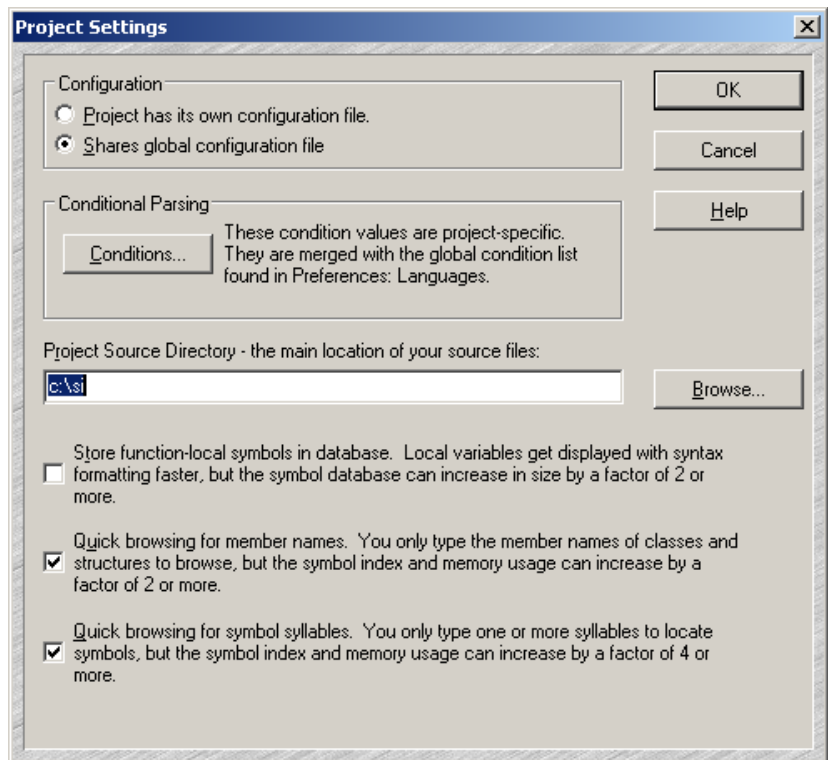 Project Settings
Configuration
Project has its own configuration file.
Shares global configuration file
OK
Cancel
Help
Conditional Parsing
Conditions...
These condition values are project-specific.
They are merged with the global condition list
found in Preferences: Languages.
Project Source Directory - the main location of your source files:
c:\si
Browse...
Store function-local symbols in database.  Local variables get displayed with syntax
formatting faster, but the symbol database can increase in size by a factor of 2 or
more.
Quick browsing for member names.  You only type the member names of classes and
structures to browse, but the symbol index and memory usage can increase by a
factor of 2 or more.
Quick browsing for symbol syllables.  You only type one or more syllables to locate
symbols, but the symbol index and memory usage can increase by a factor of 4 or
more.